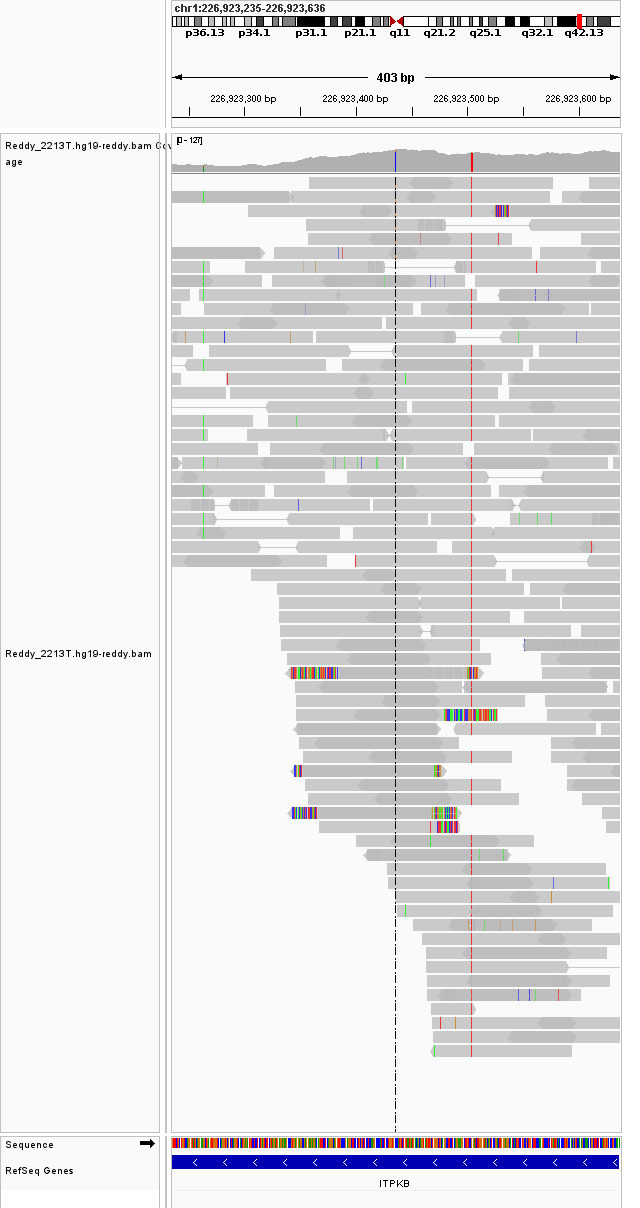 chr1:226,923,235-226,923,636
p36.13 p34.1 p31.1 p21.1 q11 q21.2 q25.1 q32.1 q42.13
403 bp
226,923,300 bp 226,923,400 bp 226,923,500 bp 226,923,600 bp
Reddy_2213T.hg19-reddy.bam Cov
age
[0 - 127]
Reddy_2213T.hg19-reddy.bam
Sequence
RefSeq Genes
ITPKB